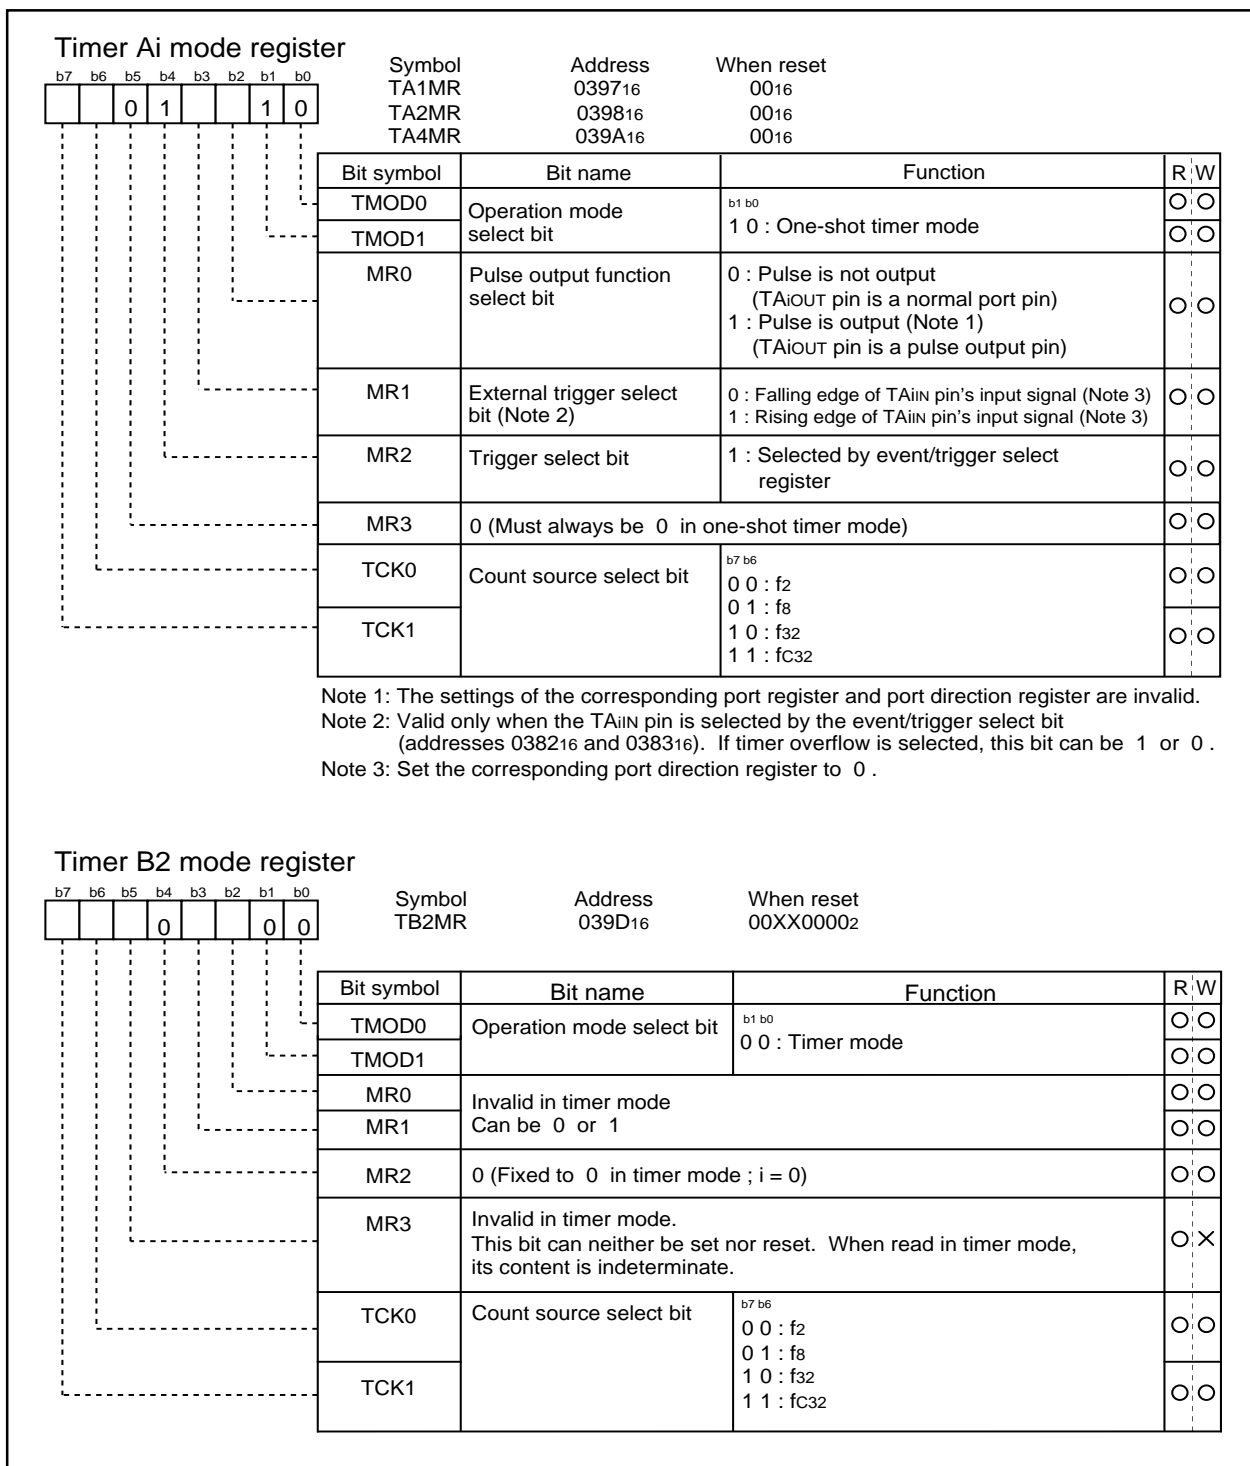 Timer Ai mode register
b7 b6 b5 b4 b3 b2 b1 b0
0 1 1 0
Symbol Address When reset
TA1MR 039716 0016
TA2MR 039816 0016
TA4MR 039A16 0016
Bit symbol Bit name Function R W
TMOD0 Operation mode select bit b1 b0
TMOD1 1 0 : One-shot timer mode
MR0 Pulse output function select bit 0 : Pulse is not output
(TAiOUT pin is a normal port pin)
1 : Pulse is output (Note 1)
(TAiOUT pin is a pulse output pin)
MR1 External trigger select bit (Note 2) 0 : Falling edge of TAiIN pin's input signal (Note 3)
1 : Rising edge of TAiIN pin's input signal (Note 3)
MR2 Trigger select bit 1 : Selected by event/trigger select
register
MR3 0 (Must always be 0 in one-shot timer mode)
TCK0 Count source select bit b7 b6
0 0 : f2
0 1 : f8
TCK1 1 0 : f32
1 1 : fC32
Note 1: The settings of the corresponding port register and port direction register are invalid.
Note 2: Valid only when the TAiIN pin is selected by the event/trigger select bit
(addresses 038216 and 038316). If timer overflow is selected, this bit can be 1 or 0 .
Note 3: Set the corresponding port direction register to 0 .
Timer B2 mode register
b7 b6 b5 b4 b3 b2 b1 b0
0 0 0
Symbol Address When reset
TB2MR 039D16 00XX00002
Bit symbol Bit name Function R W
TMOD0 Operation mode select bit b1 b0
TMOD1 0 0 : Timer mode
MR0 Invalid in timer mode
MR1 Can be 0 or 1
MR2 0 (Fixed to 0 in timer mode ; i = 0)
MR3 Invalid in timer mode.
This bit can neither be set nor reset. When read in timer mode,
its content is indeterminate.
TCK0 Count source select bit b7 b6
0 0 : f2
0 1 : f8
TCK1 1 0 : f32
1 1 : fC32